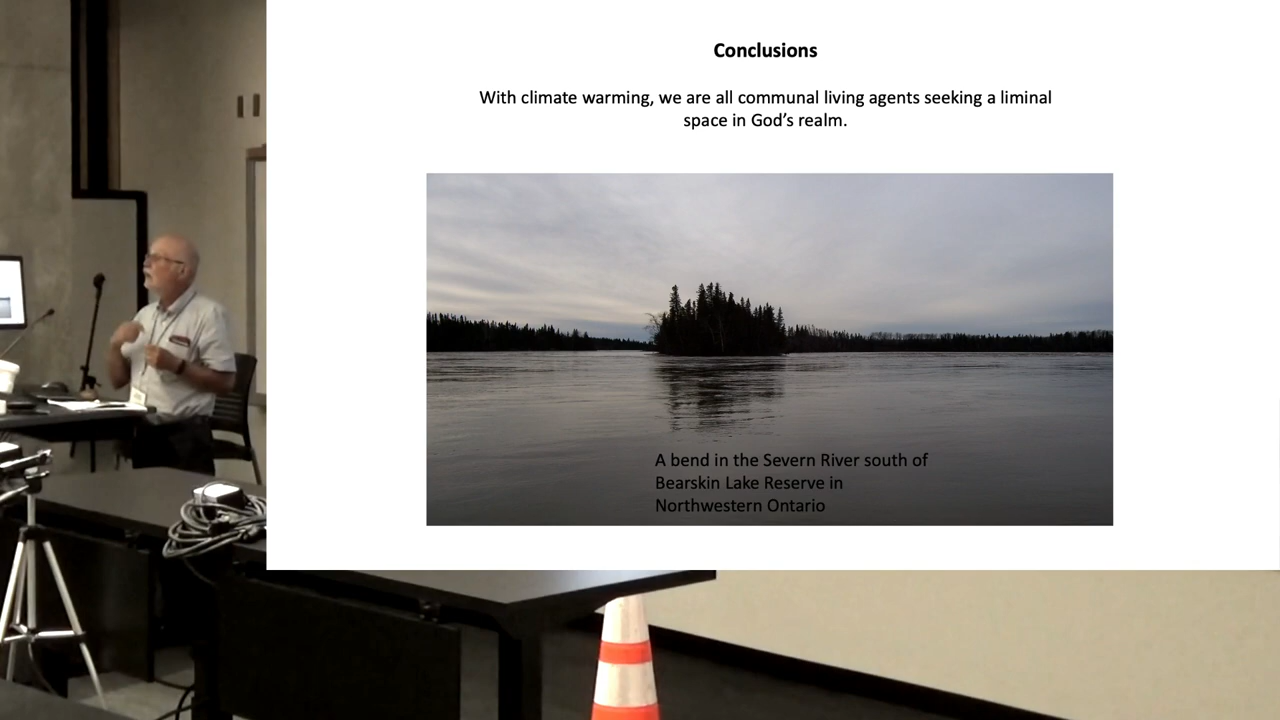 Conclusions
With climate warming, we are all communal living agents seeking a liminal
space in God’s realm.
A bend in the Severn River south of
Bearskin Lake Reserve in
Northwestern Ontario